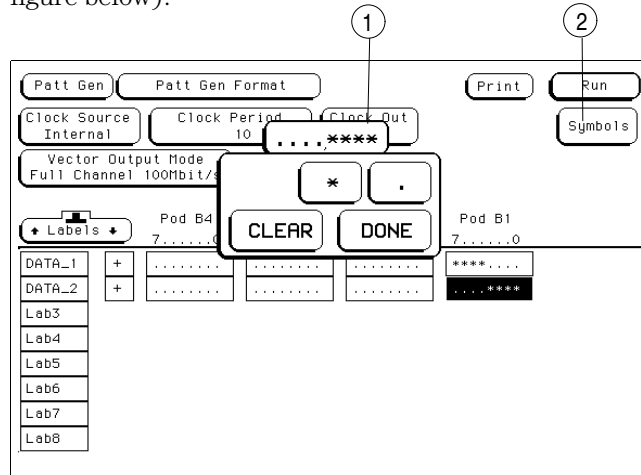 figure below).
1 2
Patt Gen Patt Gen Format Print Run
Clock Source Clock Period Clock Out Symbols
Internal 10
....,****
Vector Output Mode
Full Channel 100Mbit/s
* .
CLEAR DONE
↑ Labels ↓ Pod B4 Pod B1
7......0 7......0
DATA_1 + ........ ........ ........ ****....
DATA_2 + ........ ........ ........ ....****
Lab3
Lab4
Lab5
Lab6
Lab7
Lab8